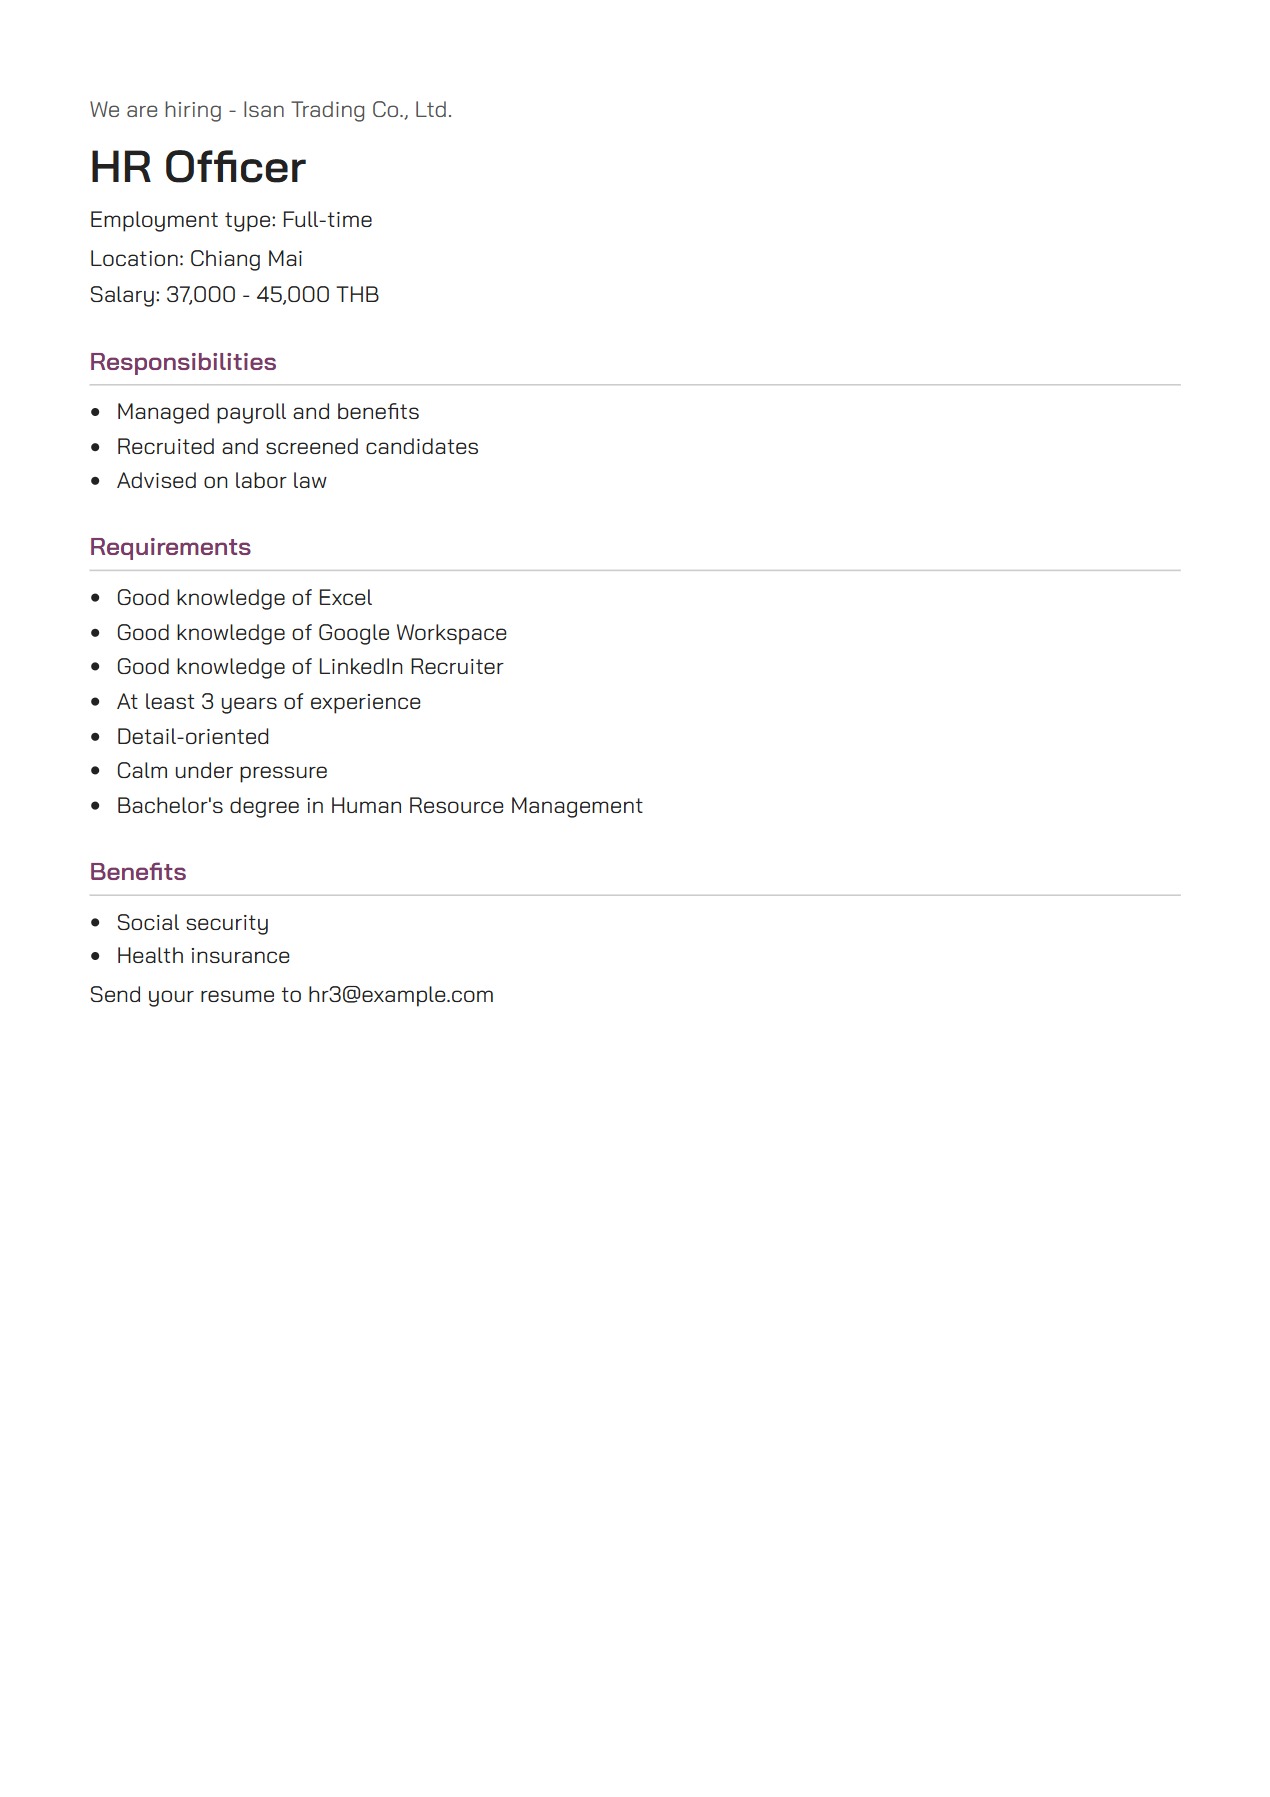 We are hiring - Isan Trading Co., Ltd.
HR Officer
Employment type: Full-time
Location: Chiang Mai
Salary: 37,000 - 45,000 THB
Responsibilities
• Managed payroll and benefits
• Recruited and screened candidates
• Advised on labor law
Requirements
• Good knowledge of Excel
• Good knowledge of Google Workspace
• Good knowledge of LinkedIn Recruiter
• At least 3 years of experience
• Detail-oriented
• Calm under pressure
• Bachelor's degree in Human Resource Management
Benefits
• Social security
• Health insurance
Send your resume to hr3@example.com